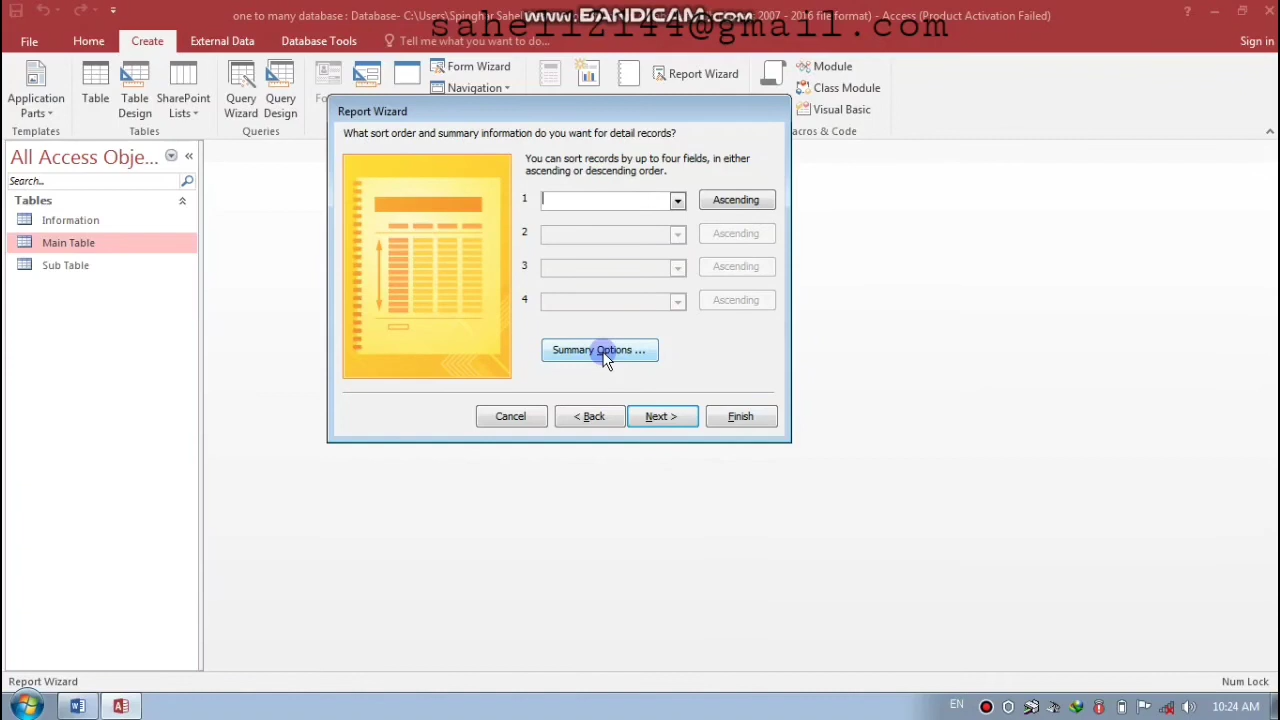 one to many database : Database- C:\Users\Spinghar Sahel
www.BANDICAM.com
2007 - 2016 file format) - Access (Product Activation Failed)
sahel12144@gmail.com
File Home Create External Data Database Tools Tell me what you want to do... Sign in
Application Parts
Table
Table Design
SharePoint Lists
Query Wizard
Query Design
Form Wizard
Navigation
Report Wizard
Module
Class Module
Visual Basic
Templates Tables Queries acros & Code
All Access Obje...
Search...
Tables
Information
Main Table
Sub Table
Report Wizard
What sort order and summary information do you want for detail records?
You can sort records by up to four fields, in either
ascending or descending order.
1 Ascending
2 Ascending
3 Ascending
4 Ascending
Summary Options ...
Cancel < Back Next > Finish
Report Wizard Num Lock
EN 10:24 AM